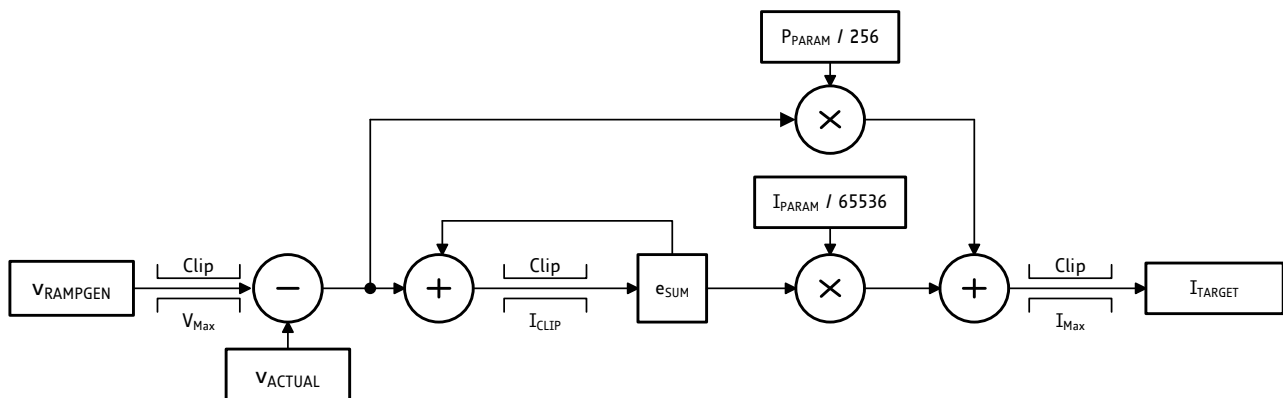 PPARAM / 256
×
IPARAM / 65536
Clip
Clip
Clip
VRAMPGEN
−
+
eSUM
×
+
ITARGET
VMax
ICLIP
IMax
VACTUAL